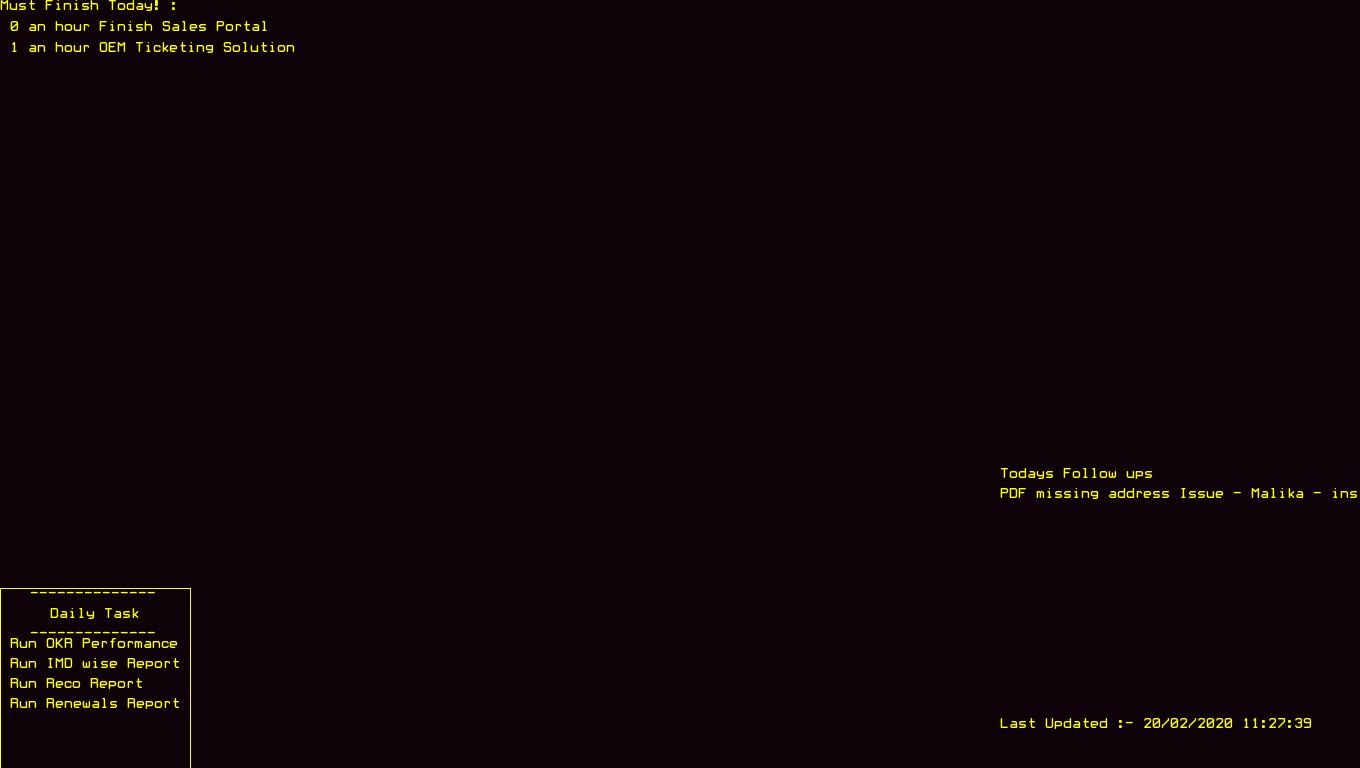 Must Finish Today! :
0 an hour Finish Sales Portal
1 an hour OEM Ticketing Solution
Todays Follow ups
PDF missing address Issue - Malika - ins
--------------
Daily Task
--------------
Run OKR Performance
Run IMD wise Report
Run Reco Report
Run Renewals Report
Last Updated :- 20/02/2020 11:27:39